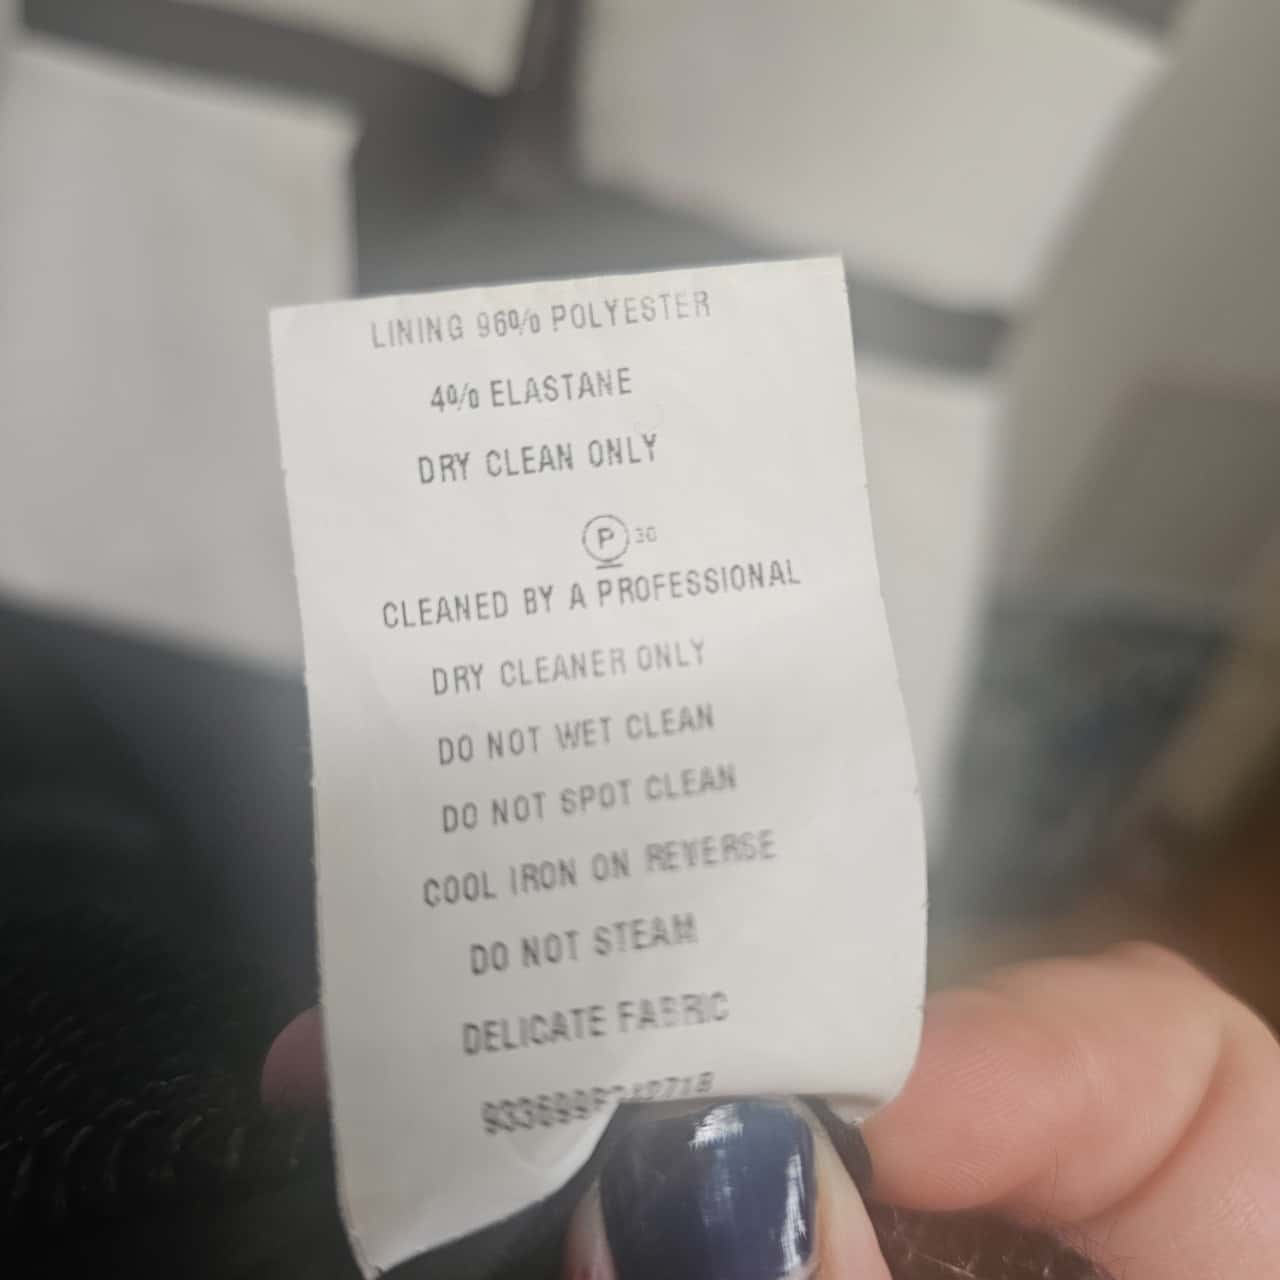 LINING 96% POLYESTER
4% ELASTANE
DRY CLEAN ONLY
P 30
CLEANED BY A PROFESSIONAL
DRY CLEANER ONLY
DO NOT WET CLEAN
DO NOT SPOT CLEAN
COOL IRON ON REVERSE
DO NOT STEAM
DELICATE FABRIC